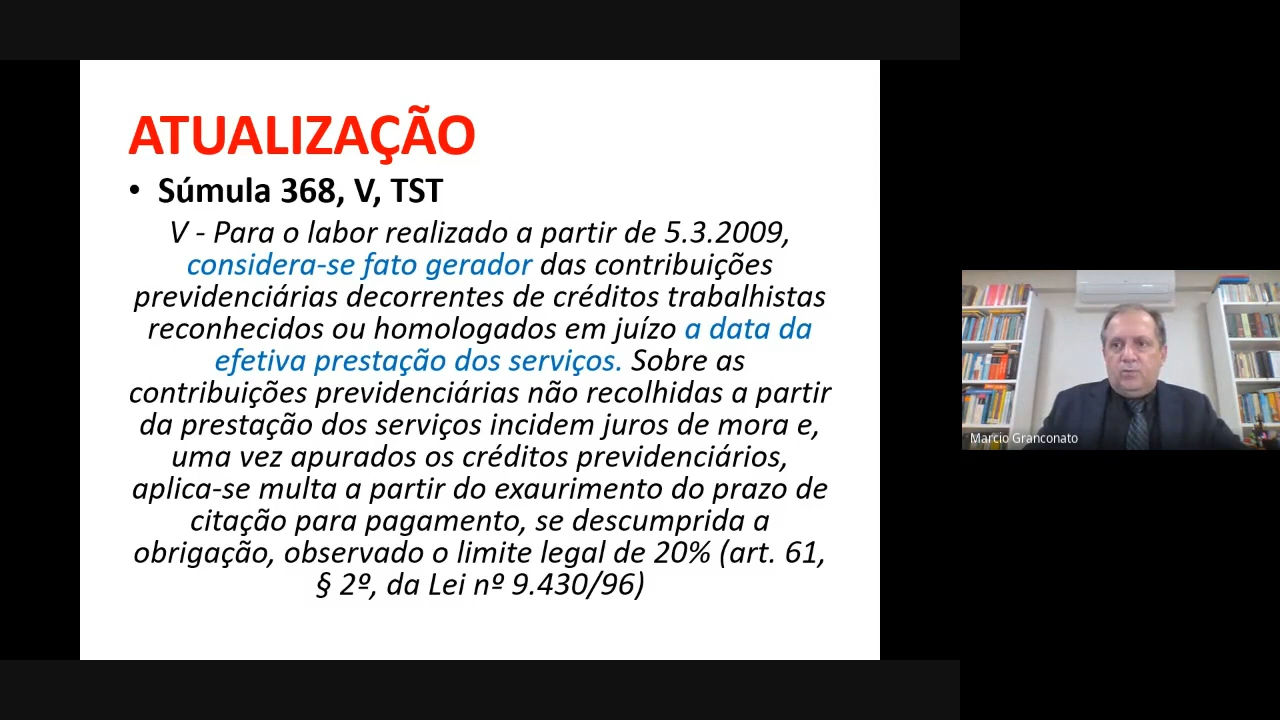 ATUALIZAÇÃO
• Súmula 368, V, TST
V - Para o labor realizado a partir de 5.3.2009,
considera-se fato gerador das contribuições
previdenciárias decorrentes de créditos trabalhistas
reconhecidos ou homologados em juízo a data da
efetiva prestação dos serviços. Sobre as
contribuições previdenciárias não recolhidas a partir
da prestação dos serviços incidem juros de mora e,
uma vez apurados os créditos previdenciários,
aplica-se multa a partir do exaurimento do prazo de
citação para pagamento, se descumprida a
obrigação, observado o limite legal de 20% (art. 61,
§ 2º, da Lei nº 9.430/96)
Marcio Granconato